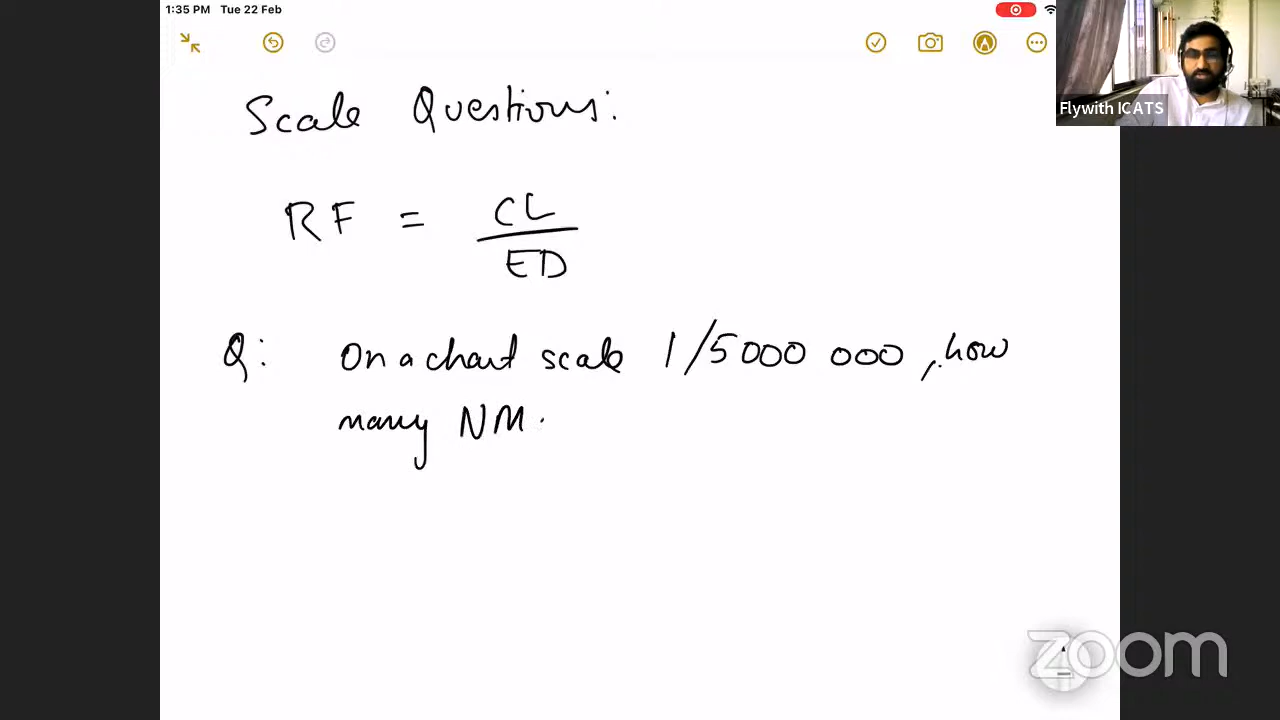 1:35 PM Tue 22 Feb
Flywith ICATS
Scale Questions:
RF = CL
ED
Q: On a chart scale 1/5000 000, how
many NM.
zoom